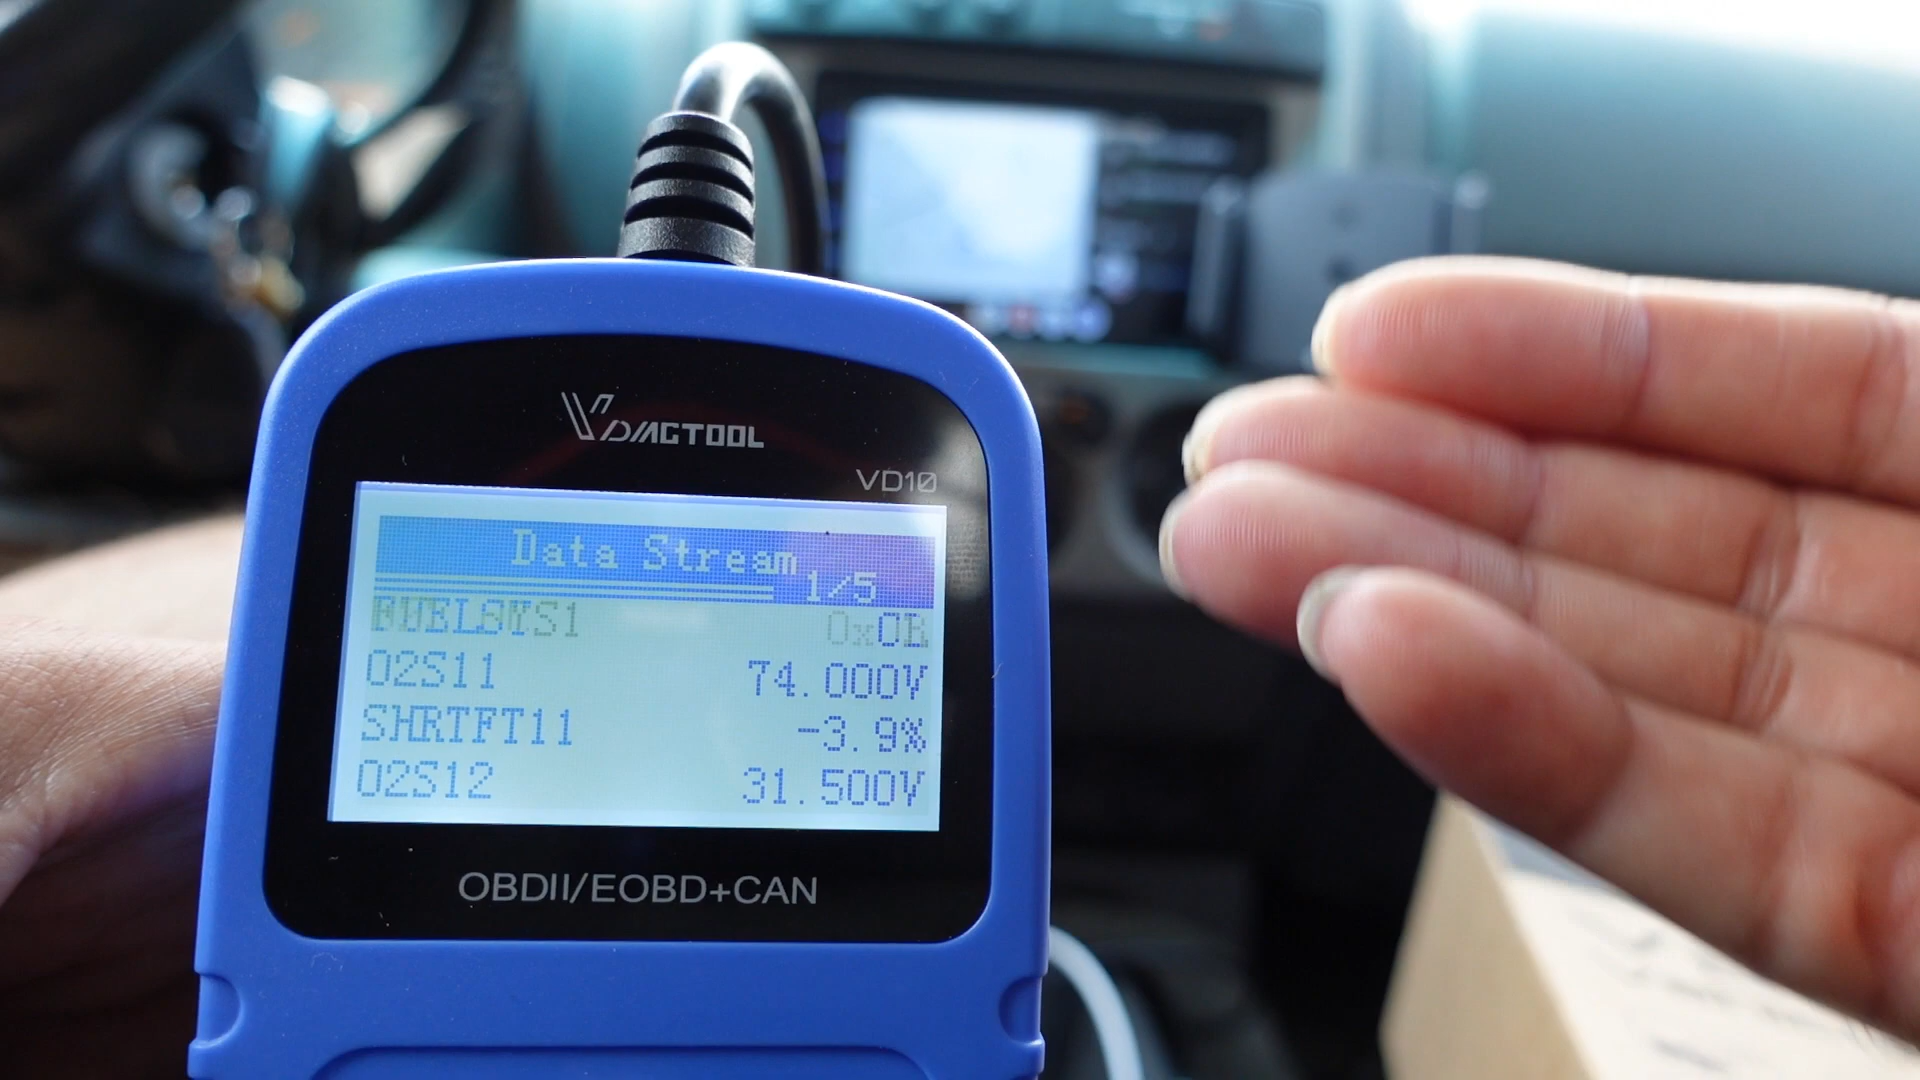 VDIAGTOOL
VD10
Data Stream
1/5
O2S11 74.000V
SHRTFT11 -3.9%
O2S12 31.500V
OBDII/EOBD+CAN